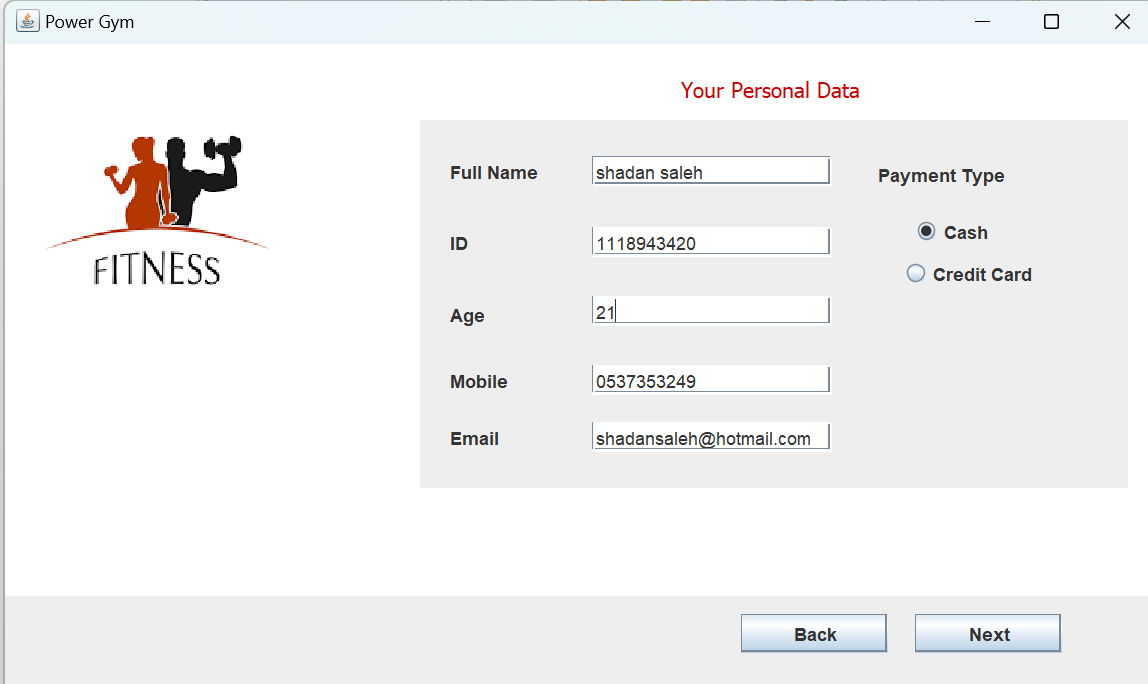 Power Gym
Your Personal Data
FITNESS
Full Name shadan saleh
ID 1118943420
Age 21
Mobile 0537353249
Email shadansaleh@hotmail.com
Payment Type
Cash
Credit Card
Back Next